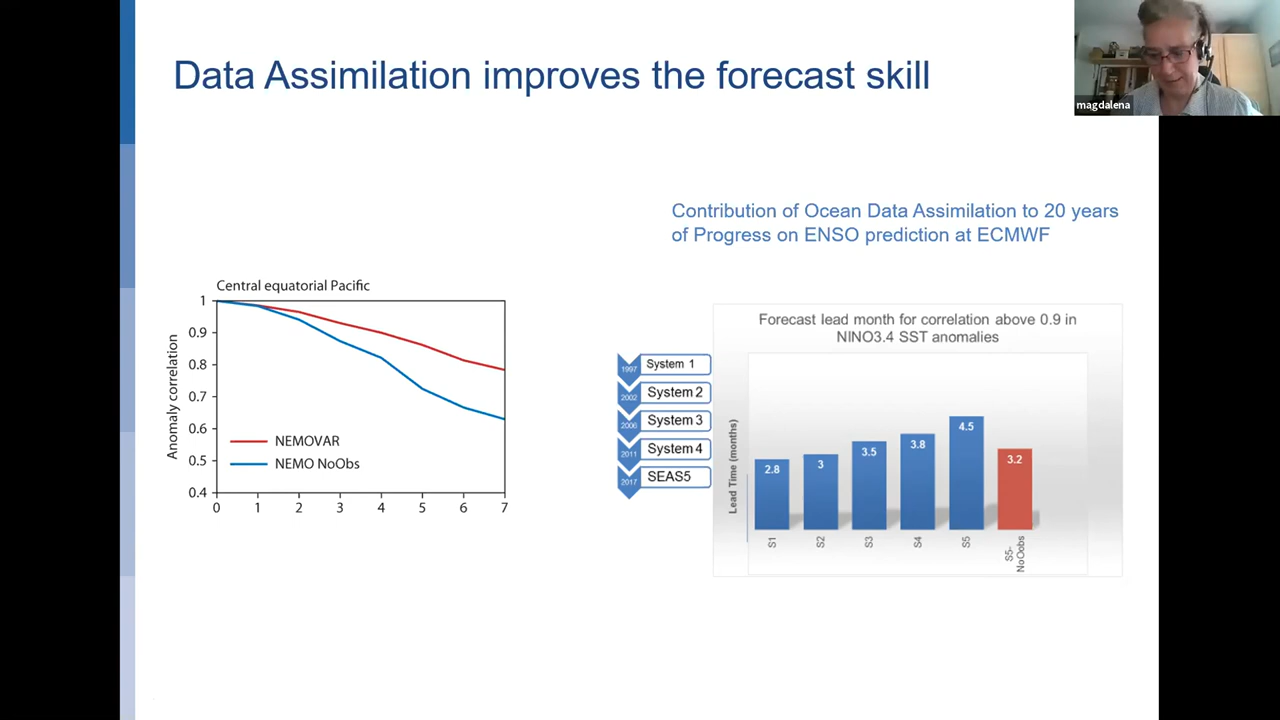 Data Assimilation improves the forecast skill
magdalena
Contribution of Ocean Data Assimilation to 20 years
of Progress on ENSO prediction at ECMWF
Central equatorial Pacific
Anomaly correlation
1
0.9
0.8
0.7
0.6
0.5
0.4
NEMOVAR
NEMO NoObs
0 1 2 3 4 5 6 7
1997 System 1
2002 System 2
2006 System 3
2011 System 4
2017 SEAS5
Forecast lead month for correlation above 0.9 in
NINO3.4 SST anomalies
Lead Time (months)
2.8 3 3.5 3.8 4.5 3.2
S1 S2 S3 S4 S5 S5-
NoOobs